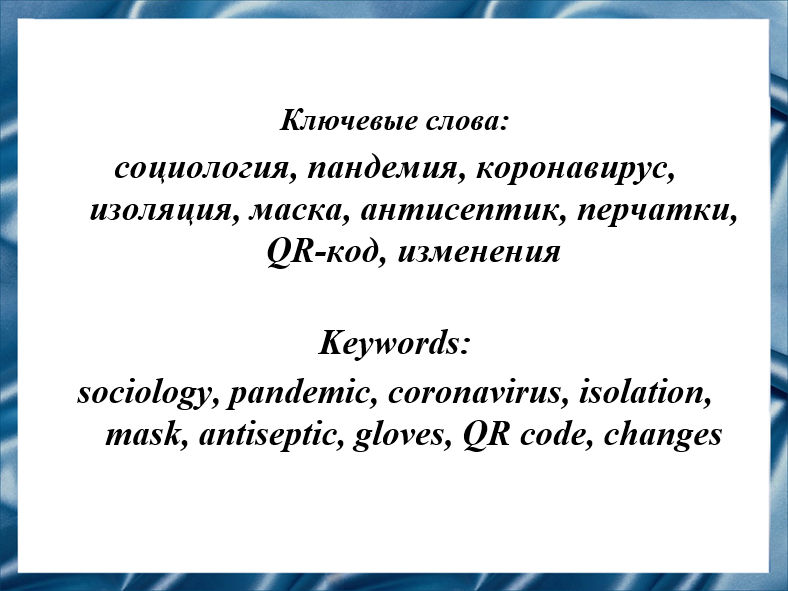 Ключевые слова:
социология, пандемия, коронавирус,
изоляция, маска, антисептик, перчатки,
QR-код, изменения
Keywords:
sociology, pandemic, coronavirus, isolation,
mask, antiseptic, gloves, QR code, changes